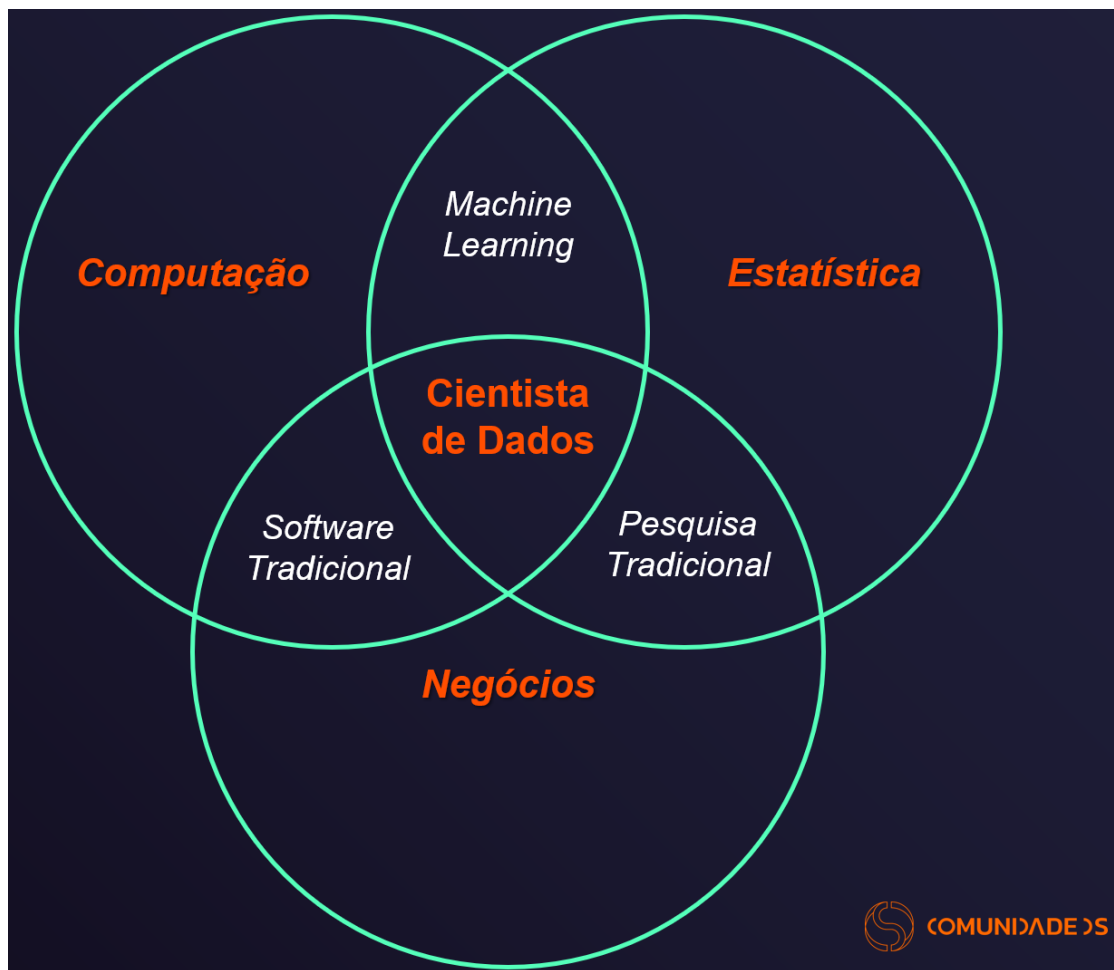 Machine
Learning
Computação
Estatística
Cientista
de Dados
Software
Tradicional
Pesquisa
Tradicional
Negócios
COMUNIDADE DS